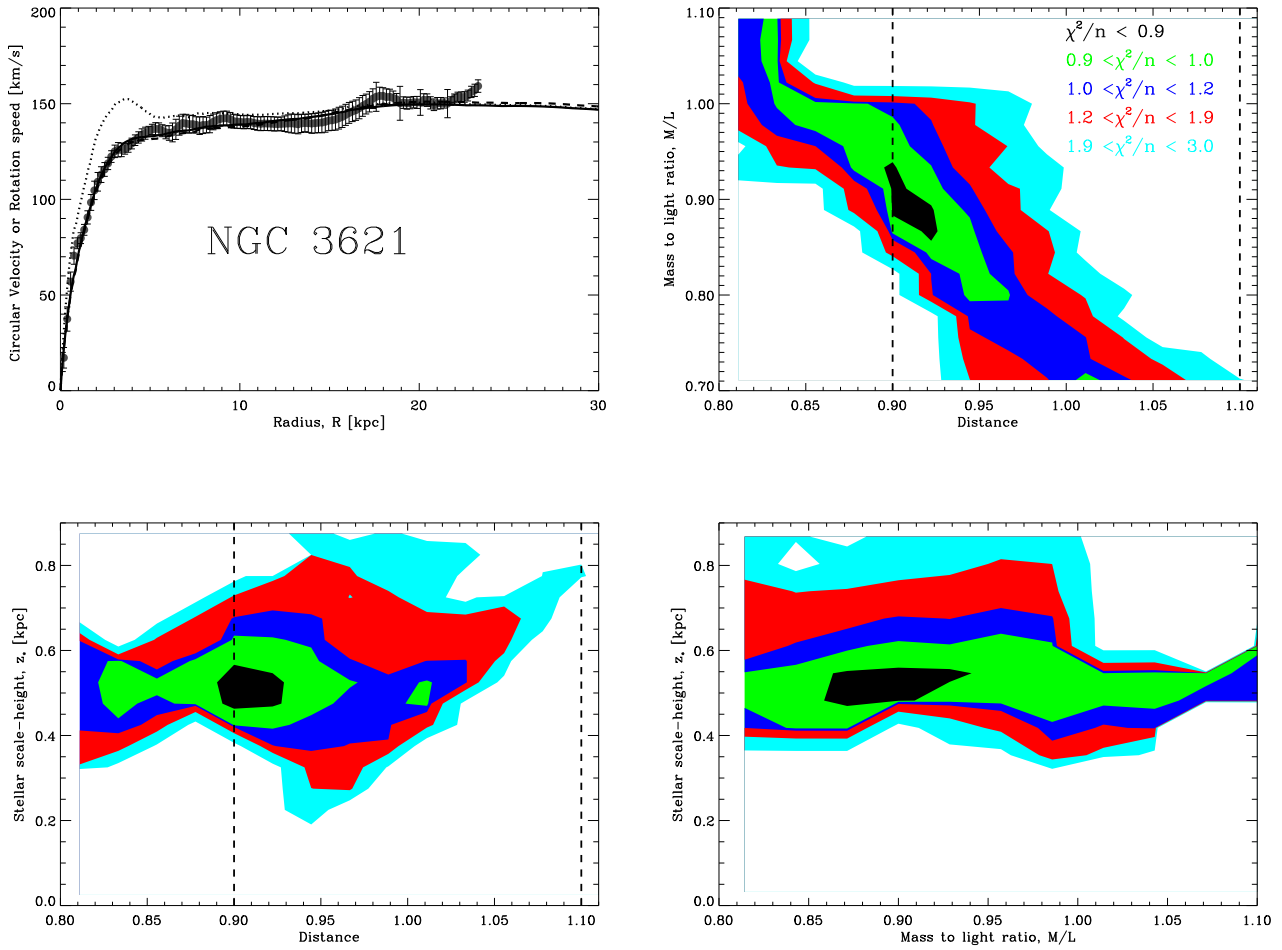 200
150
100
50
0
Circular Velocity or Rotation speed [km/s]
NGC 3621
0 10 20 30
Radius, R [kpc]
1.10
1.00
0.90
0.80
0.70
Mass to light ratio, M/L
χ²/n < 0.9
0.9 <χ²/n < 1.0
1.0 <χ²/n < 1.2
1.2 <χ²/n < 1.9
1.9 <χ²/n < 3.0
0.80 0.85 0.90 0.95 1.00 1.05 1.10
Distance
0.8
0.6
0.4
0.2
0.0
Stellar scale-height, z* [kpc]
0.80 0.85 0.90 0.95 1.00 1.05 1.10
Distance
0.8
0.6
0.4
0.2
0.0
Stellar scale-height, z* [kpc]
0.80 0.85 0.90 0.95 1.00 1.05 1.10
Mass to light ratio, M/L